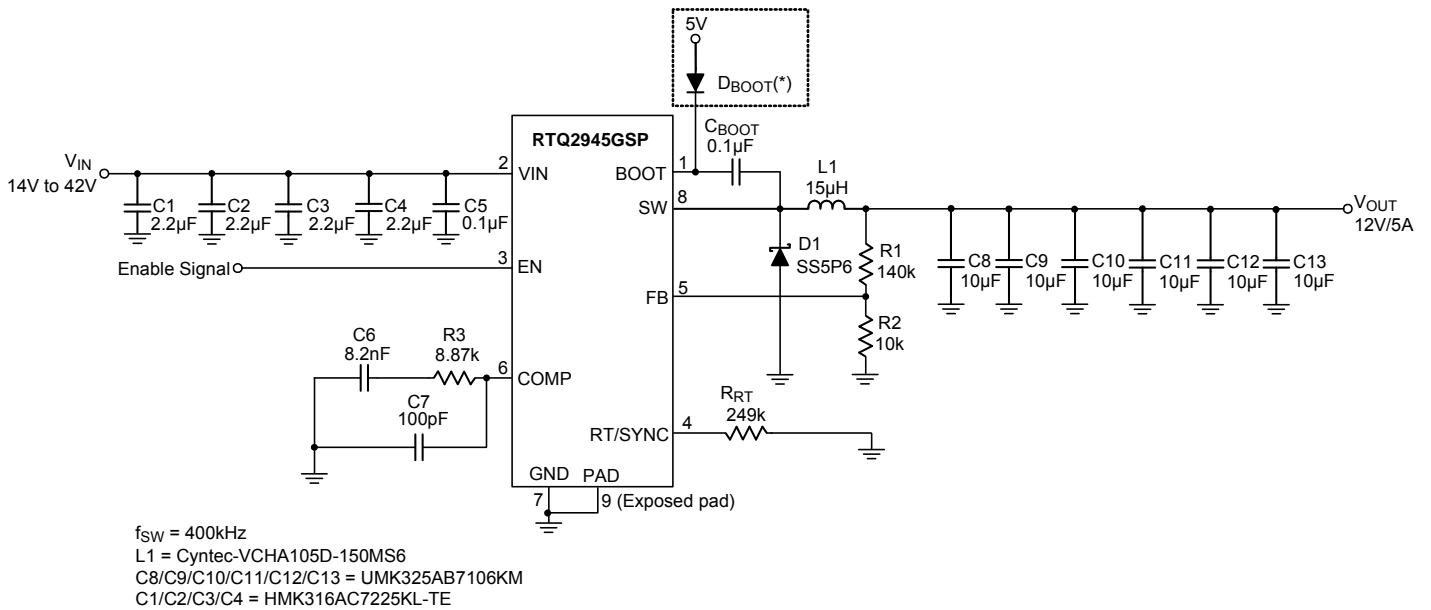 5V
DBOOT(*)
CBOOT
0.1µF
RTQ2945GSP
VIN
14V to 42V
2
VIN
BOOT
1
L1
15µH
C1
2.2µF
C2
2.2µF
C3
2.2µF
C4
2.2µF
C5
0.1µF
SW
8
VOUT
12V/5A
D1
SS5P6
R1
140k
C8
10µF
C9
10µF
C10
10µF
C11
10µF
C12
10µF
C13
10µF
Enable Signal
3
EN
FB
5
R2
10k
C6
8.2nF
R3
8.87k
6
COMP
C7
100pF
RRT
249k
RT/SYNC
4
GND
PAD
7
9 (Exposed pad)
fSW = 400kHz
L1 = Cyntec-VCHA105D-150MS6
C8/C9/C10/C11/C12/C13 = UMK325AB7106KM
C1/C2/C3/C4 = HMK316AC7225KL-TE